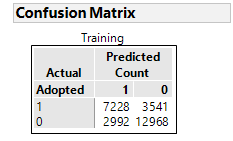 Confusion Matrix
Training
Predicted
Actual Count
Adopted 1 0
1 7228 3541
0 2992 12968